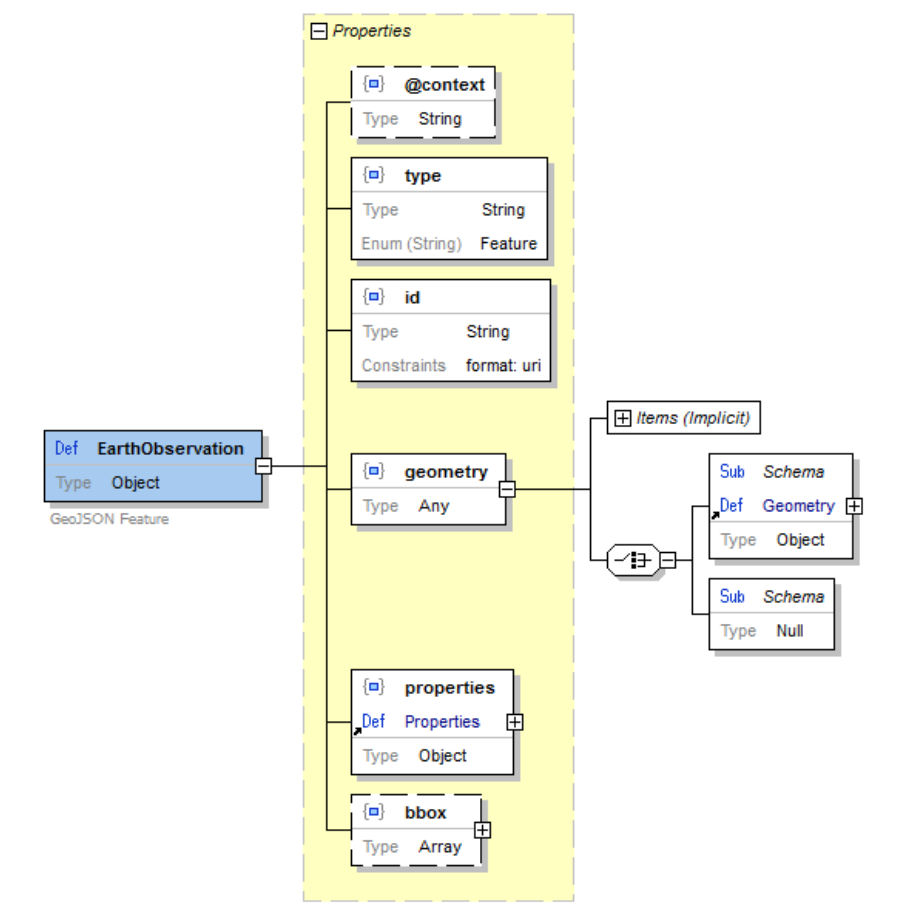 Properties
@context
Type String
type
Type String
Enum (String) Feature
id
Type String
Constraints format: uri
Def EarthObservation
Type Object
GeoJSON Feature
geometry
Type Any
Items (Implicit)
Sub Schema
Def Geometry
Type Object
Sub Schema
Type Null
properties
Def Properties
Type Object
bbox
Type Array